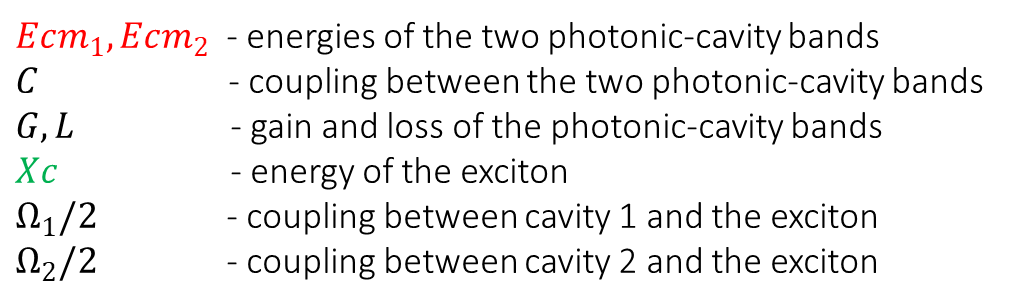 Ecm₁, Ecm₂ - energies of the two photonic-cavity bands
C - coupling between the two photonic-cavity bands
G, L - gain and loss of the photonic-cavity bands
Xc - energy of the exciton
Ω₁/2 - coupling between cavity 1 and the exciton
Ω₂/2 - coupling between cavity 2 and the exciton